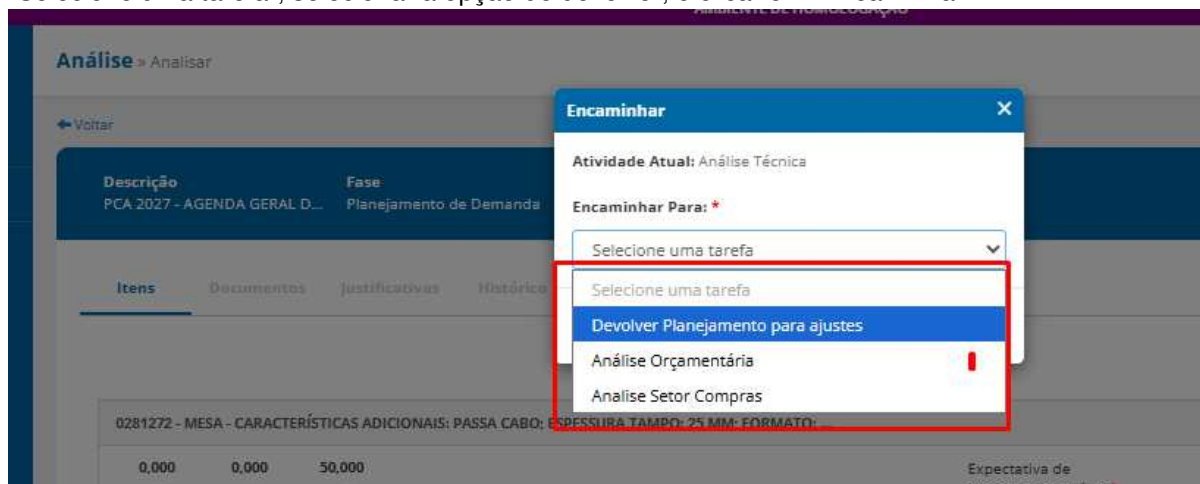 AMBIENTE DE HOMOLOGAÇÃO
Análise » Analisar
Voltar
Encaminhar
Atividade Atual: Análise Técnica
Descrição Fase
PCA 2027 - AGENDA GERAL D... Planejamento de Demanda
Encaminhar Para: *
Selecione uma tarefa
Itens Documentos Justificativas Histórico
Selecione uma tarefa
Devolver Planejamento para ajustes
Análise Orçamentária
Analise Setor Compras
0281272 - MESA - CARACTERÍSTICAS ADICIONAIS: PASSA CABO; ESPESSURA TAMPO: 25 MM; FORMATO: ...
0,000 0,000 50,000 Expectativa de